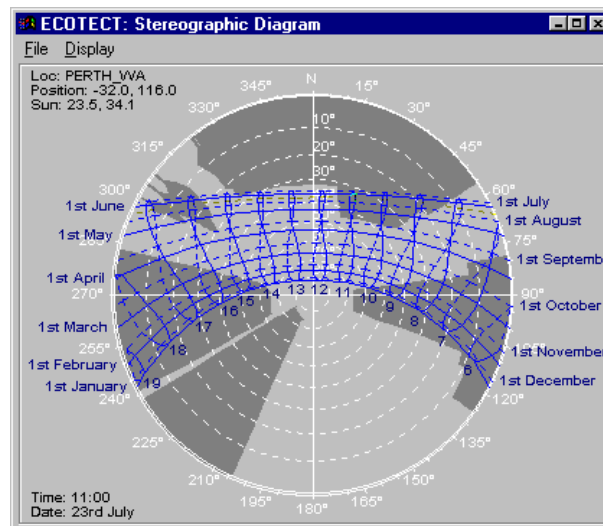 ECOTECT: Stereographic Diagram
File Display
Loc: PERTH_WA
Position: -32.0, 116.0
Sun: 23.5, 34.1
N
345°
15°
330°
30°
315°
45°
10°
20°
30°
300°
60°
1st June
1st July
1st August
1st May
75°
1st Septemb
1st April
270°
90°
19 18 17 16 15 14 13 12 11 10 9 8 7 6
1st October
1st March
255°
1st November
1st February
1st January
1st December
240°
120°
225°
135°
210°
150°
195°
180°
165°
Time: 11:00
Date: 23rd July